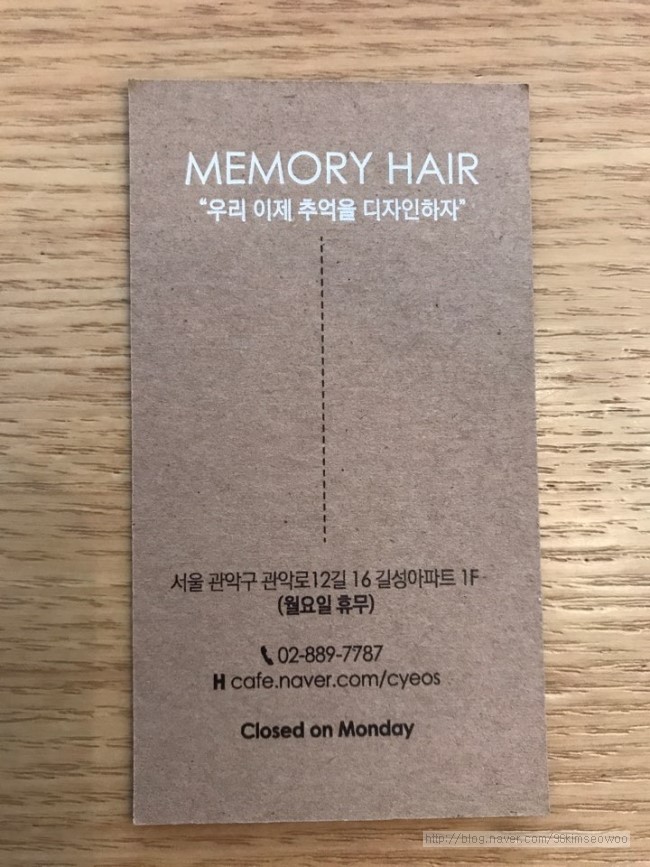 MEMORY HAIR
“우리 이제 추억을 디자인하자”
서울 관악구 관악로12길 16 길성아파트 1F
(월요일 휴무)
02-889-7787
H cafe.naver.com/cyeos
Closed on Monday
http://blog.naver.com/98kimseowoo